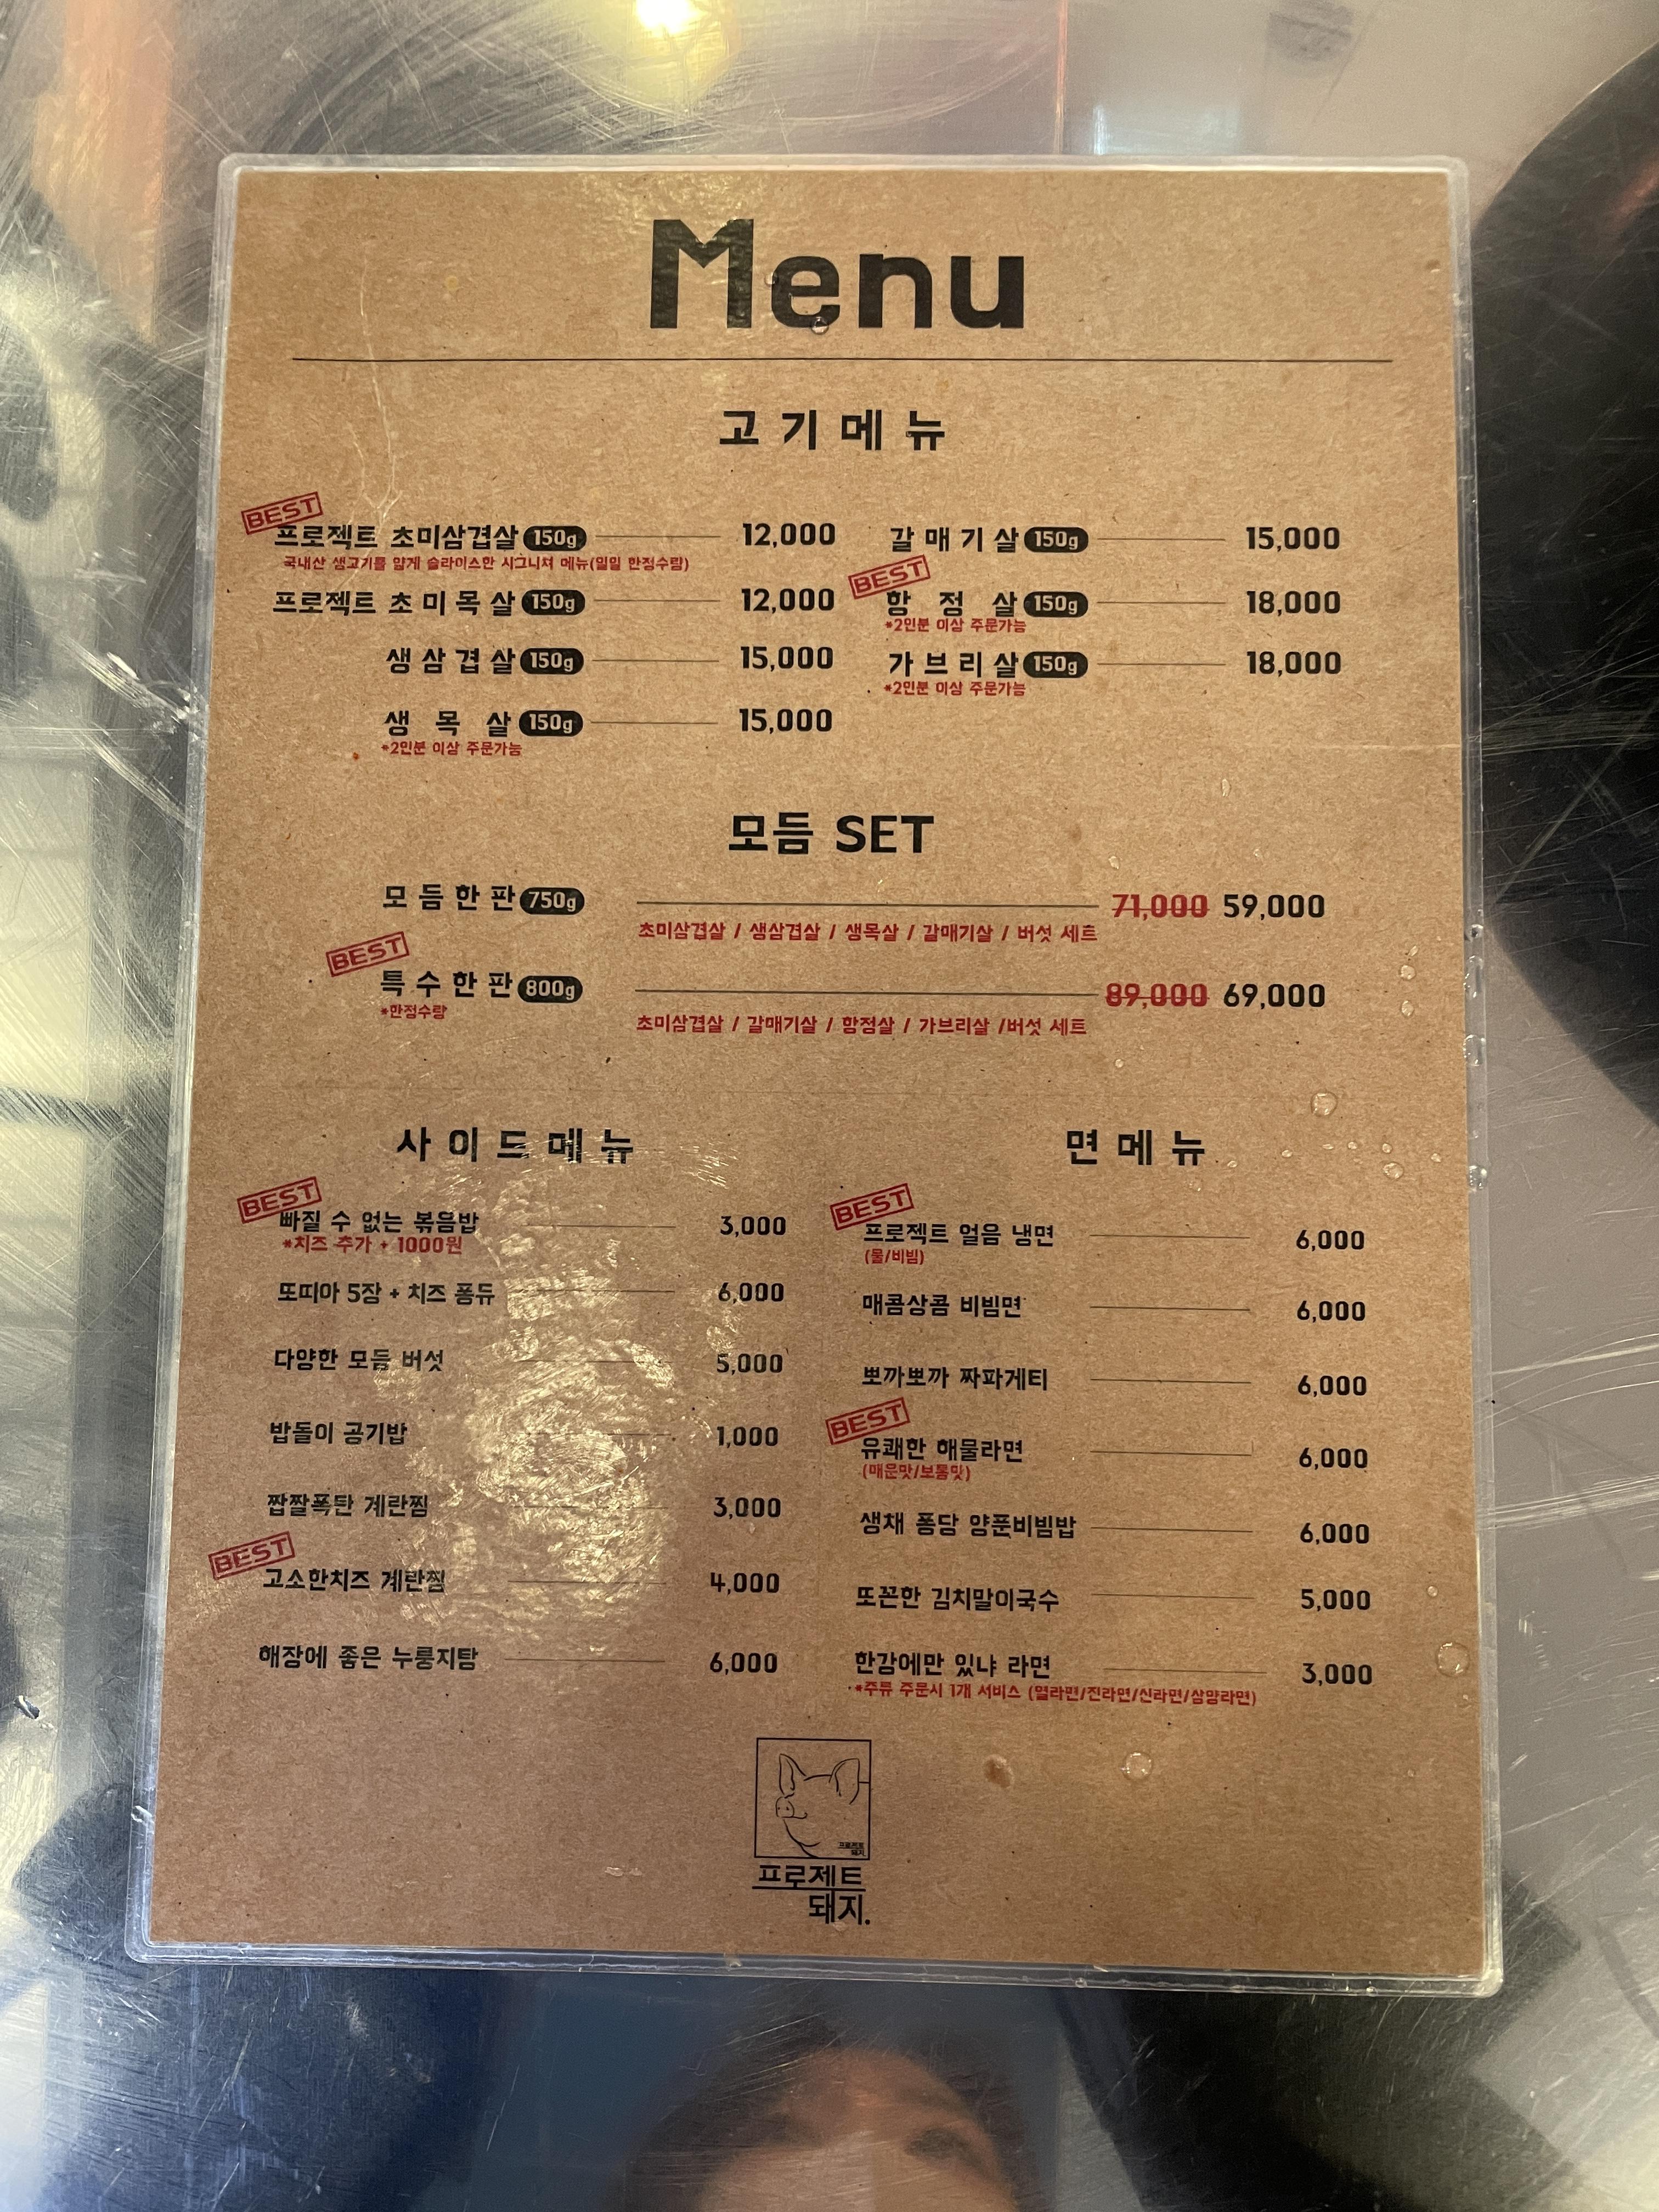 Menu
고기메뉴
BEST
프로젝트 초미삼겹살 150g 12,000
국내산 생고기를 얇게 슬라이스한 시그니처 메뉴(일일 한정수량)
프로젝트 초미목살 150g 12,000
생삼겹살 150g 15,000
생목살 150g 15,000
*2인분 이상 주문가능
갈매기살 150g 15,000
BEST
항정살 150g 18,000
*2인분 이상 주문가능
가브리살 150g 18,000
*2인분 이상 주문가능
모듬 SET
모듬한판 750g 71,000 59,000
초미삼겹살 / 생삼겹살 / 생목살 / 갈매기살 / 버섯 세트
BEST
특수한판 800g 89,000 69,000
*한정수량
초미삼겹살 / 갈매기살 / 항정살 / 가브리살 /버섯 세트
사이드메뉴
BEST
빠질 수 없는 볶음밥 3,000
*치즈 추가 + 1000원
또띠아 5장 + 치즈 퐁듀 6,000
다양한 모듬 버섯 5,000
밥돌이 공기밥 1,000
짭짤폭탄 계란찜 3,000
BEST
고소한치즈 계란찜 4,000
해장에 좋은 누룽지탕 6,000
면메뉴
BEST
프로젝트 얼음 냉면 6,000
(물/비빔)
매콤상콤 비빔면 6,000
뽀까뽀까 짜파게티 6,000
BEST
유쾌한 해물라면 6,000
(매운맛/보통맛)
생채 퐁당 양푼비빔밥 6,000
또꼰한 김치말이국수 5,000
한강에만 있냐 라면 3,000
*주류 주문시 1개 서비스 (열라면/진라면/신라면/삼양라면)
프로젝트
돼지
프로제트
돼지.